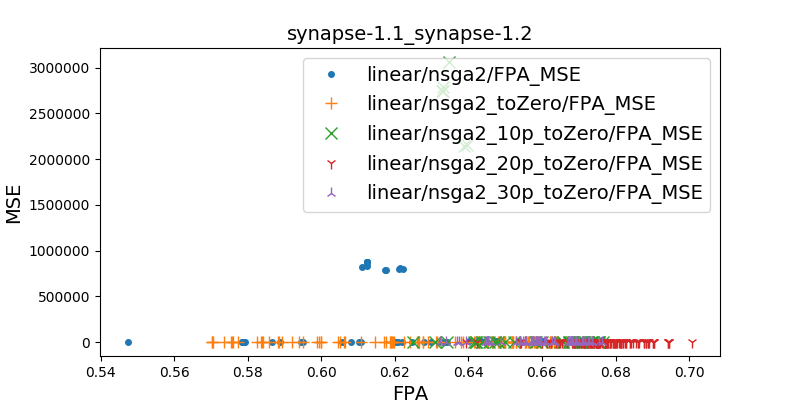 synapse-1.1_synapse-1.2
3000000
2500000
2000000
1500000
1000000
500000
0
MSE
linear/nsga2/FPA_MSE
linear/nsga2_toZero/FPA_MSE
linear/nsga2_10p_toZero/FPA_MSE
linear/nsga2_20p_toZero/FPA_MSE
linear/nsga2_30p_toZero/FPA_MSE
0.54 0.56 0.58 0.60 0.62 0.64 0.66 0.68 0.70
FPA